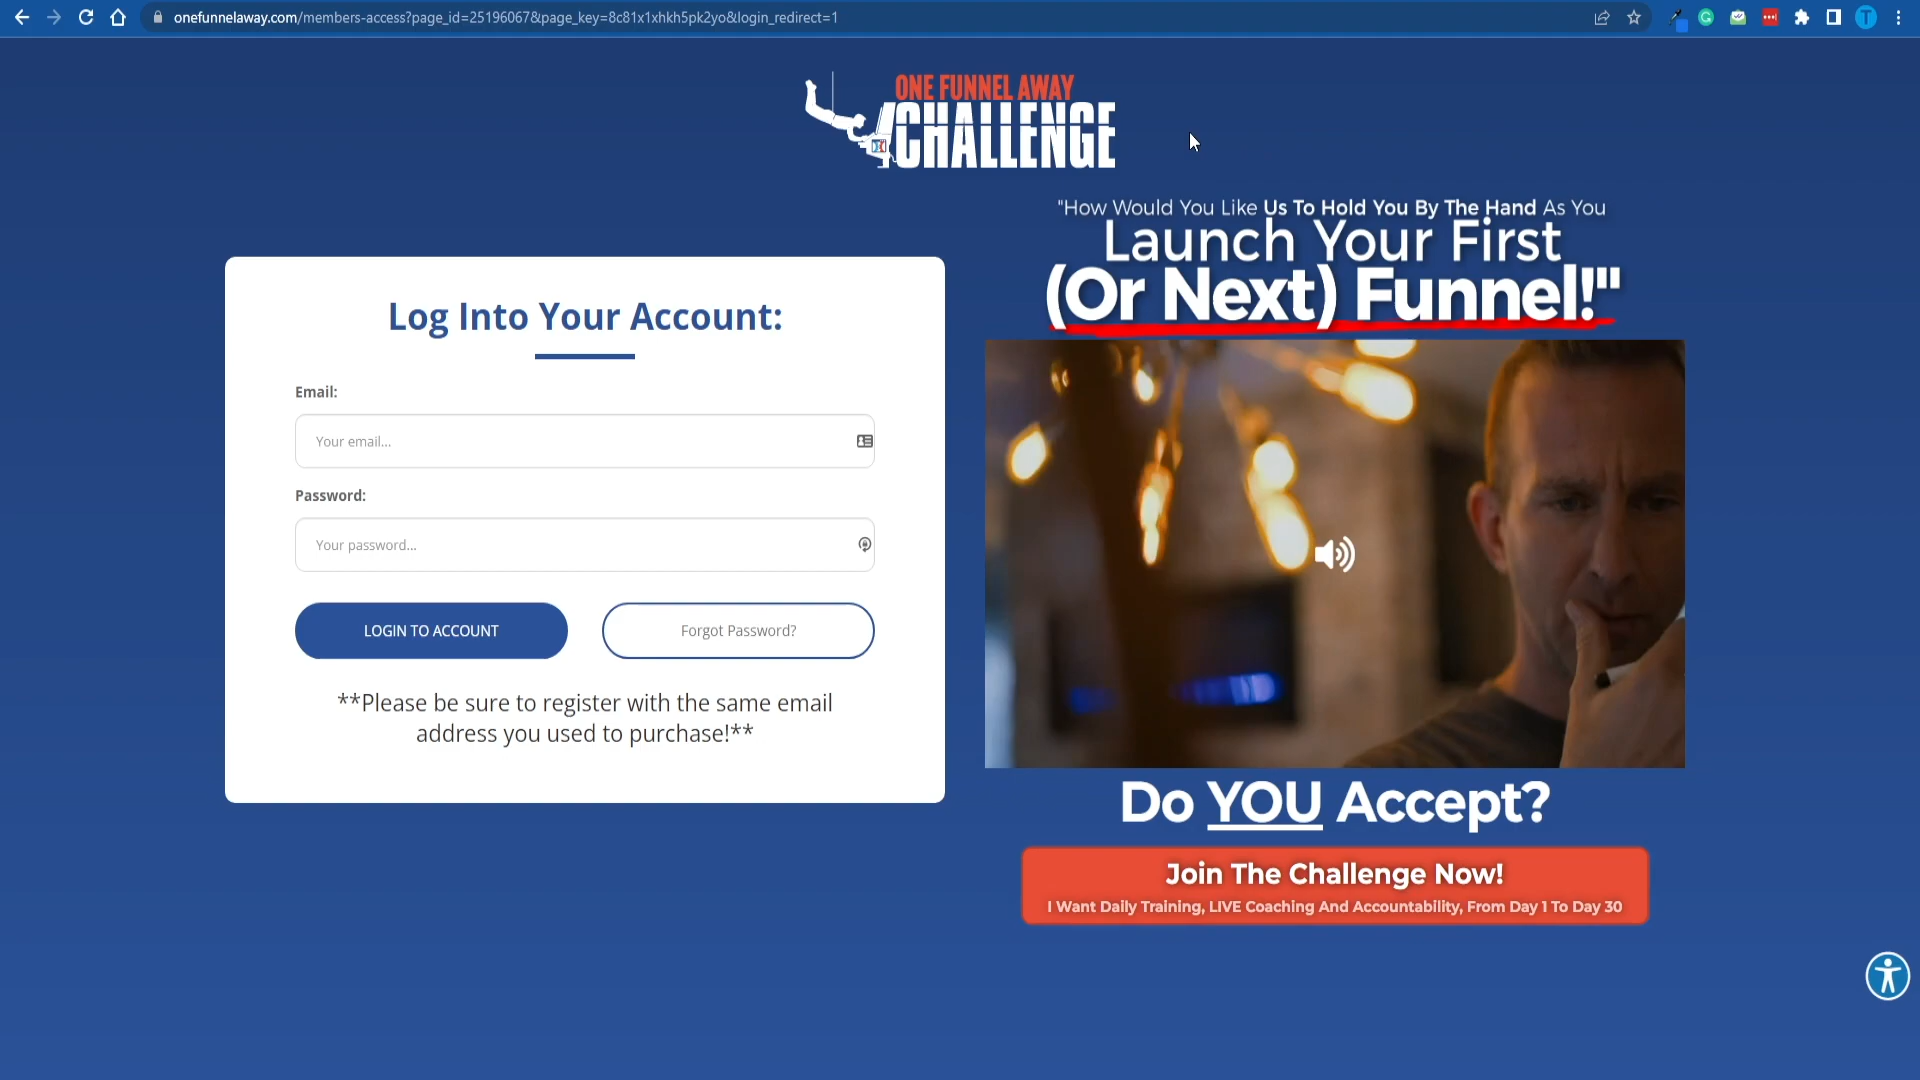 onefunnelaway.com/members-access?page_id=25196067&page_key=8c81x1xhkh5pk2yo&login_redirect=1
T
ONE FUNNEL AWAY
CHALLENGE
"How Would You Like Us To Hold You By The Hand As You
Launch Your First
(Or Next) Funnel!"
Log Into Your Account:
Email:
Your email...
Password:
Your password...
LOGIN TO ACCOUNT
Forgot Password?
**Please be sure to register with the same email
address you used to purchase!**
Do YOU Accept?
Join The Challenge Now!
I Want Daily Training, LIVE Coaching And Accountability, From Day 1 To Day 30